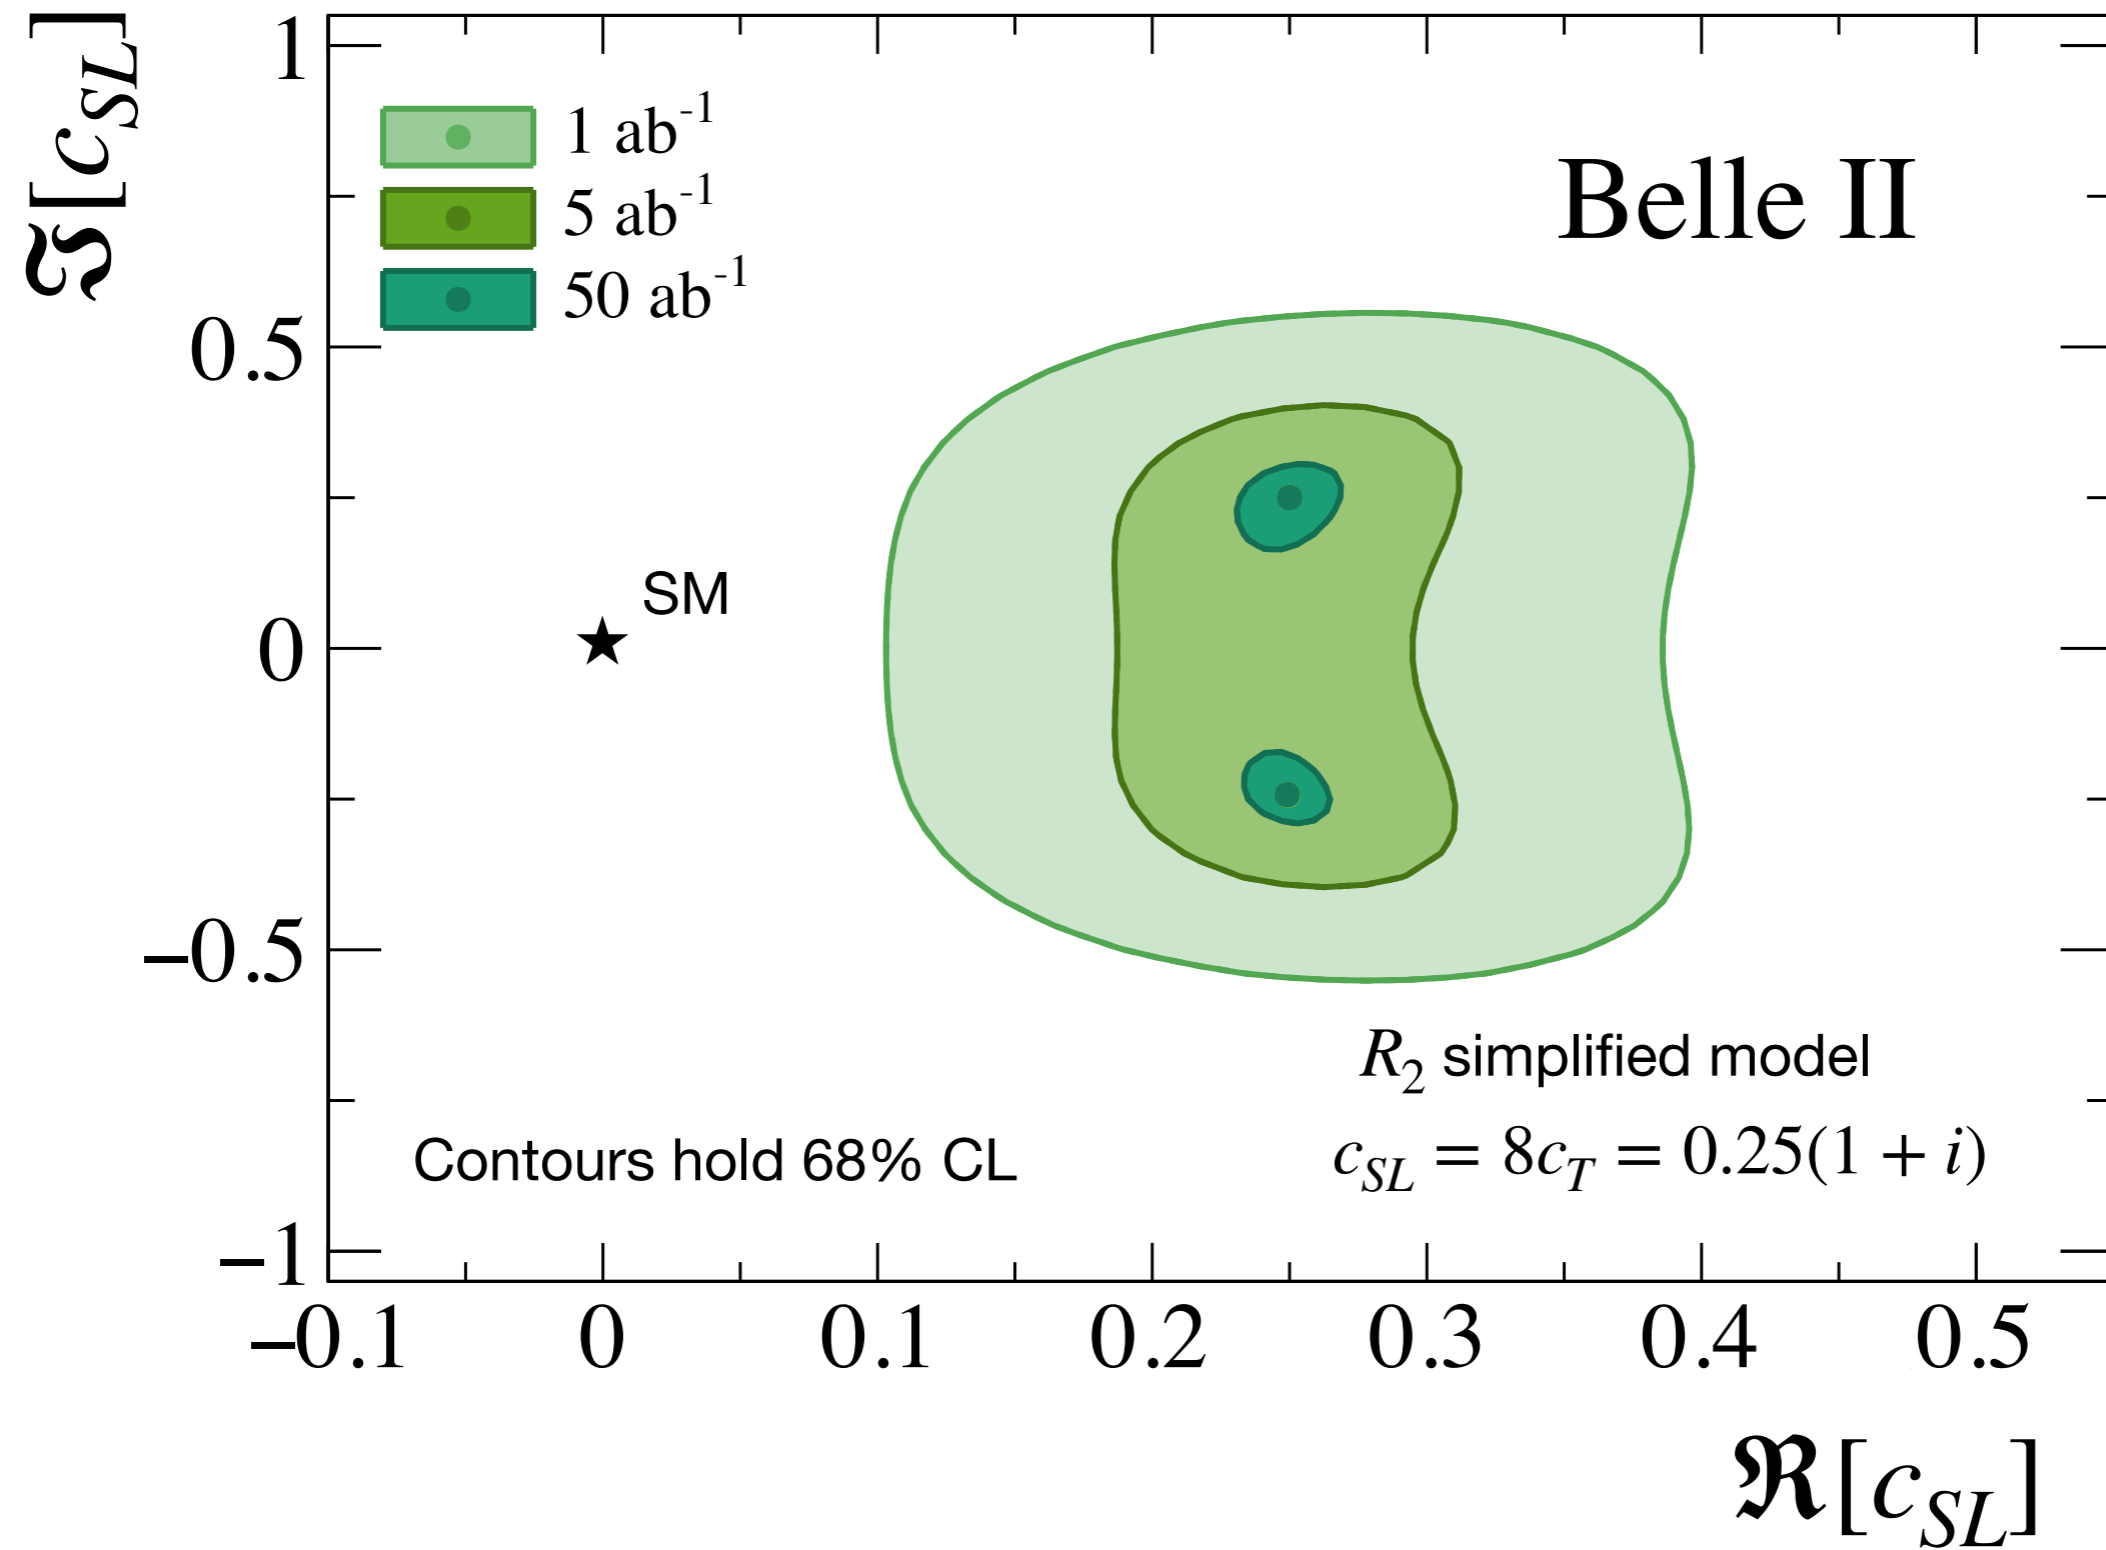 ℑ[c_SL]
1
1 ab⁻¹
5 ab⁻¹
50 ab⁻¹
Belle II
0.5
SM
0
−0.5
R₂ simplified model
c_SL = 8c_T = 0.25(1 + i)
Contours hold 68% CL
−1
−0.1 0 0.1 0.2 0.3 0.4 0.5
ℜ[c_SL]